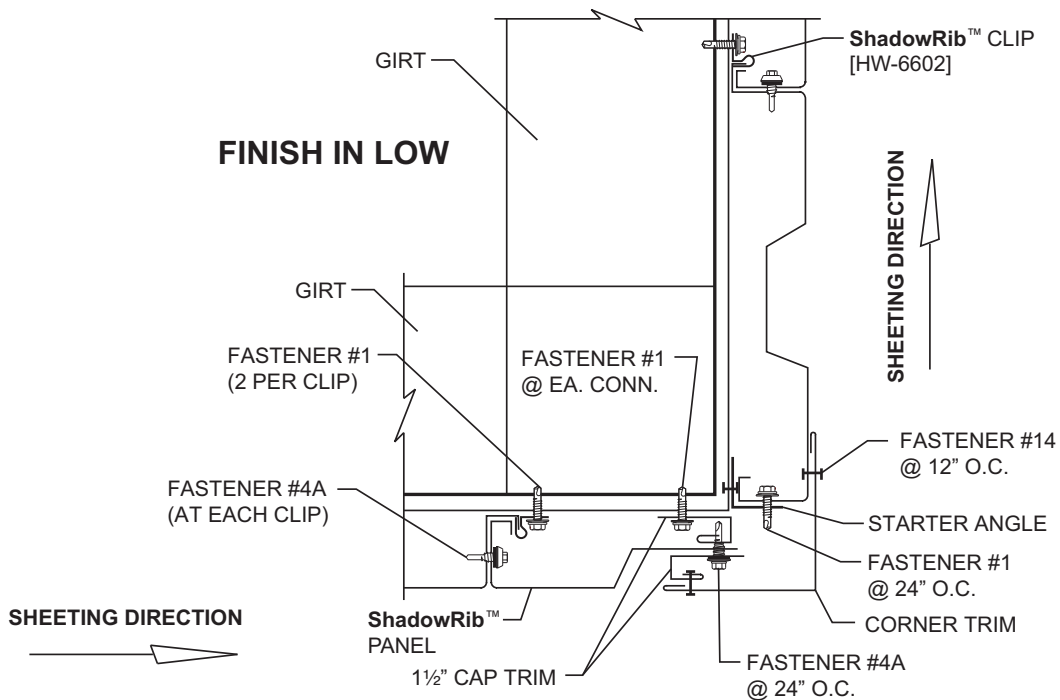 GIRT
ShadowRib™ CLIP
[HW-6602]
FINISH IN LOW
SHEETING DIRECTION
GIRT
FASTENER #1
(2 PER CLIP)
FASTENER #1
@ EA. CONN.
FASTENER #14
@ 12” O.C.
FASTENER #4A
(AT EACH CLIP)
STARTER ANGLE
FASTENER #1
@ 24” O.C.
SHEETING DIRECTION
ShadowRib™
PANEL
CORNER TRIM
1½” CAP TRIM
FASTENER #4A
@ 24” O.C.